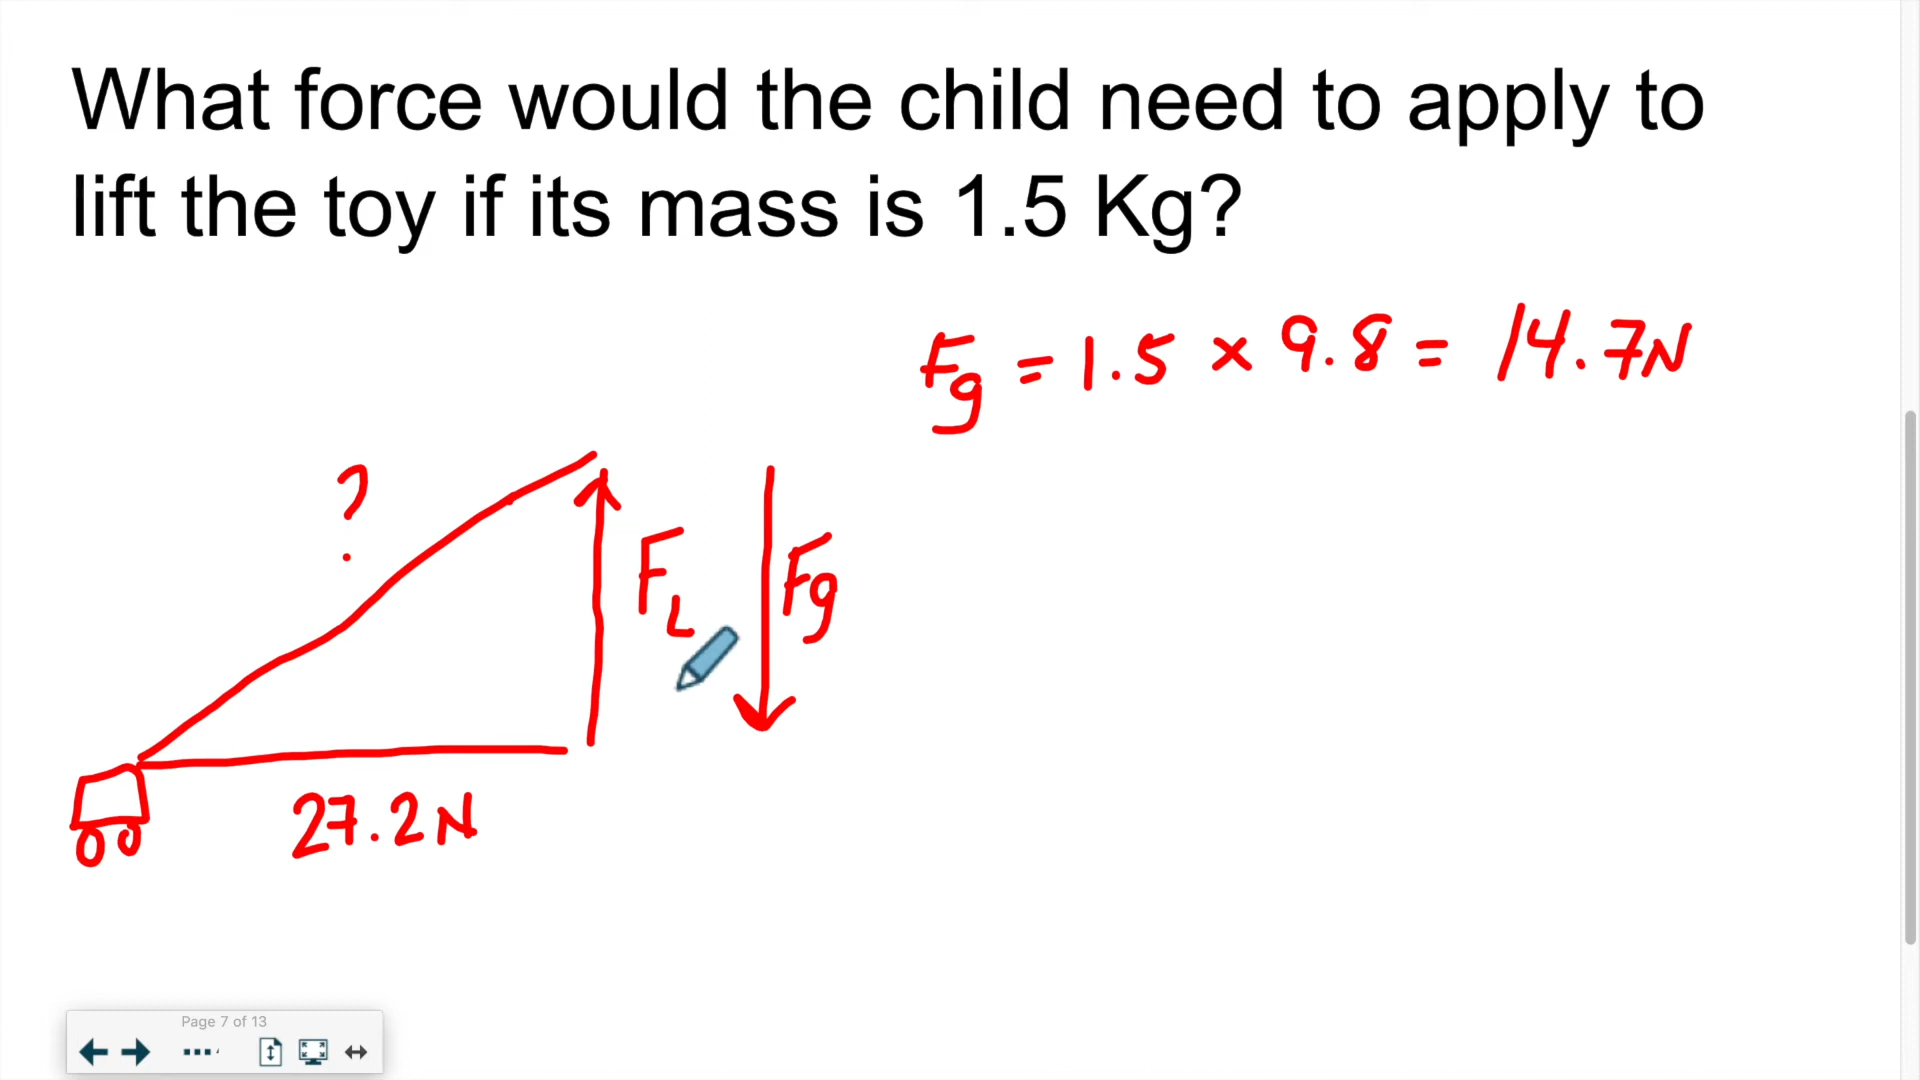 What force would the child need to apply to
lift the toy if its mass is 1.5 Kg?
Fg = 1.5 × 9.8 = 14.7N
?
FL
Fg
27.2N
Page 7 of 13